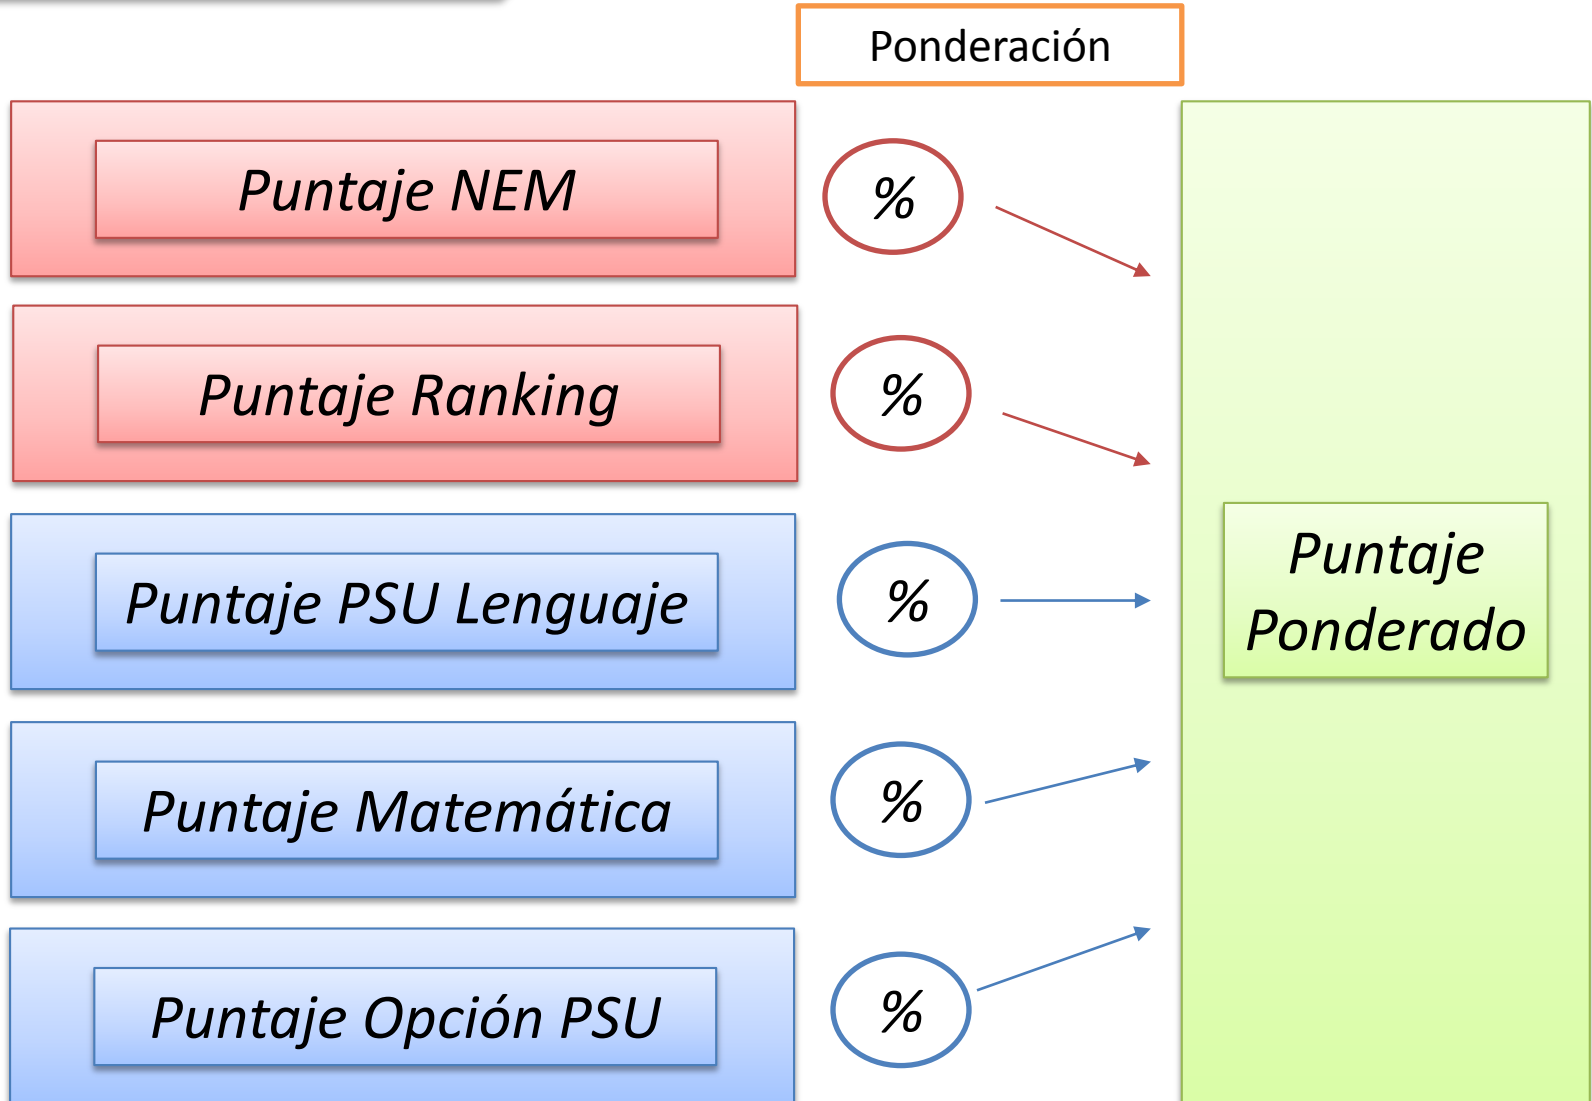 Ponderación
Puntaje NEM
%
Puntaje Ranking
%
Puntaje PSU Lenguaje
%
Puntaje
Ponderado
Puntaje Matemática
%
Puntaje Opción PSU
%